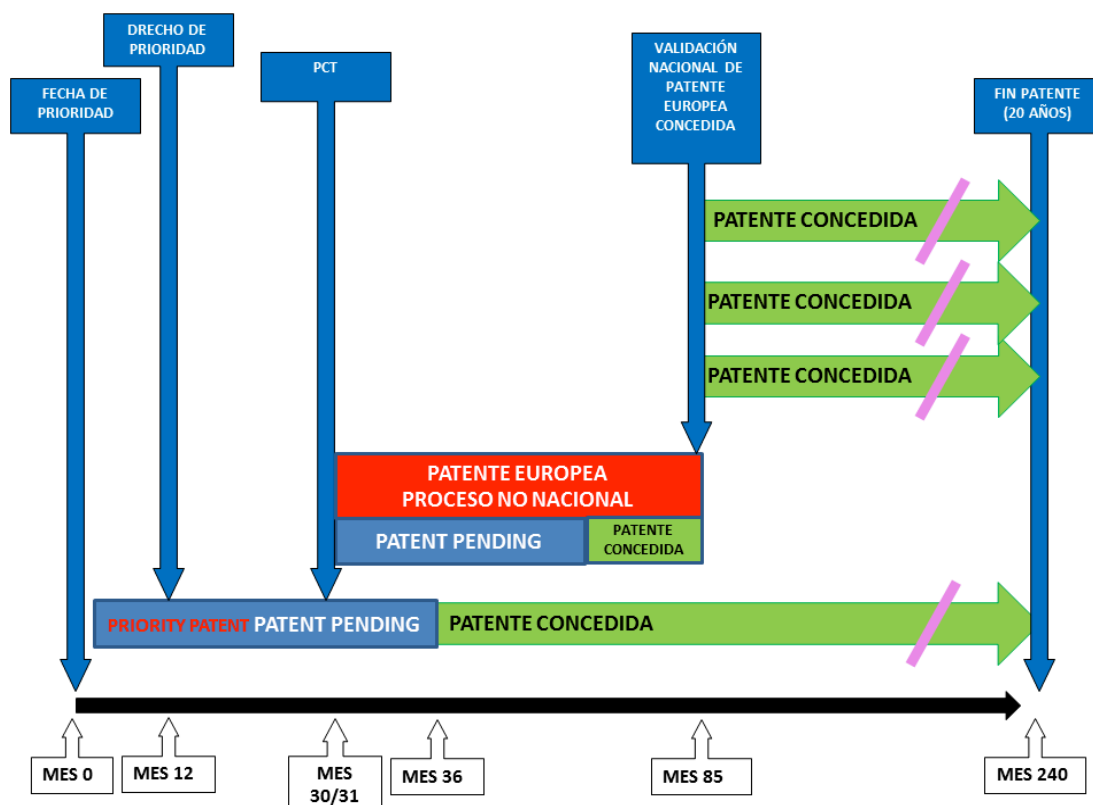 DRECHO DE
PRIORIDAD
VALIDACIÓN
NACIONAL DE
PATENTE
EUROPEA
CONCEDIDA
PCT
FECHA DE
PRIORIDAD
FIN PATENTE
(20 AÑOS)
PATENTE CONCEDIDA
PATENTE CONCEDIDA
PATENTE CONCEDIDA
PATENTE EUROPEA
PROCESO NO NACIONAL
PATENT PENDING
PATENTE
CONCEDIDA
PRIORITY PATENT PATENT PENDING
PATENTE CONCEDIDA
MES 0
MES 12
MES
30/31
MES 36
MES 85
MES 240